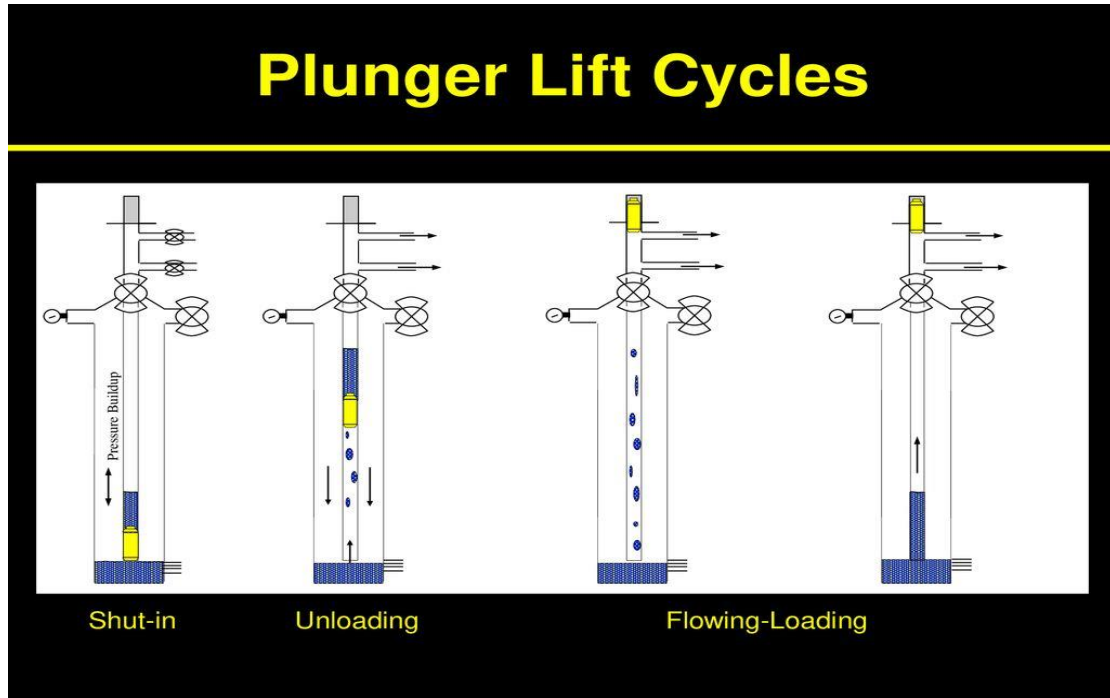 Plunger Lift Cycles
Pressure Buildup
Shut-in
Unloading
Flowing-Loading